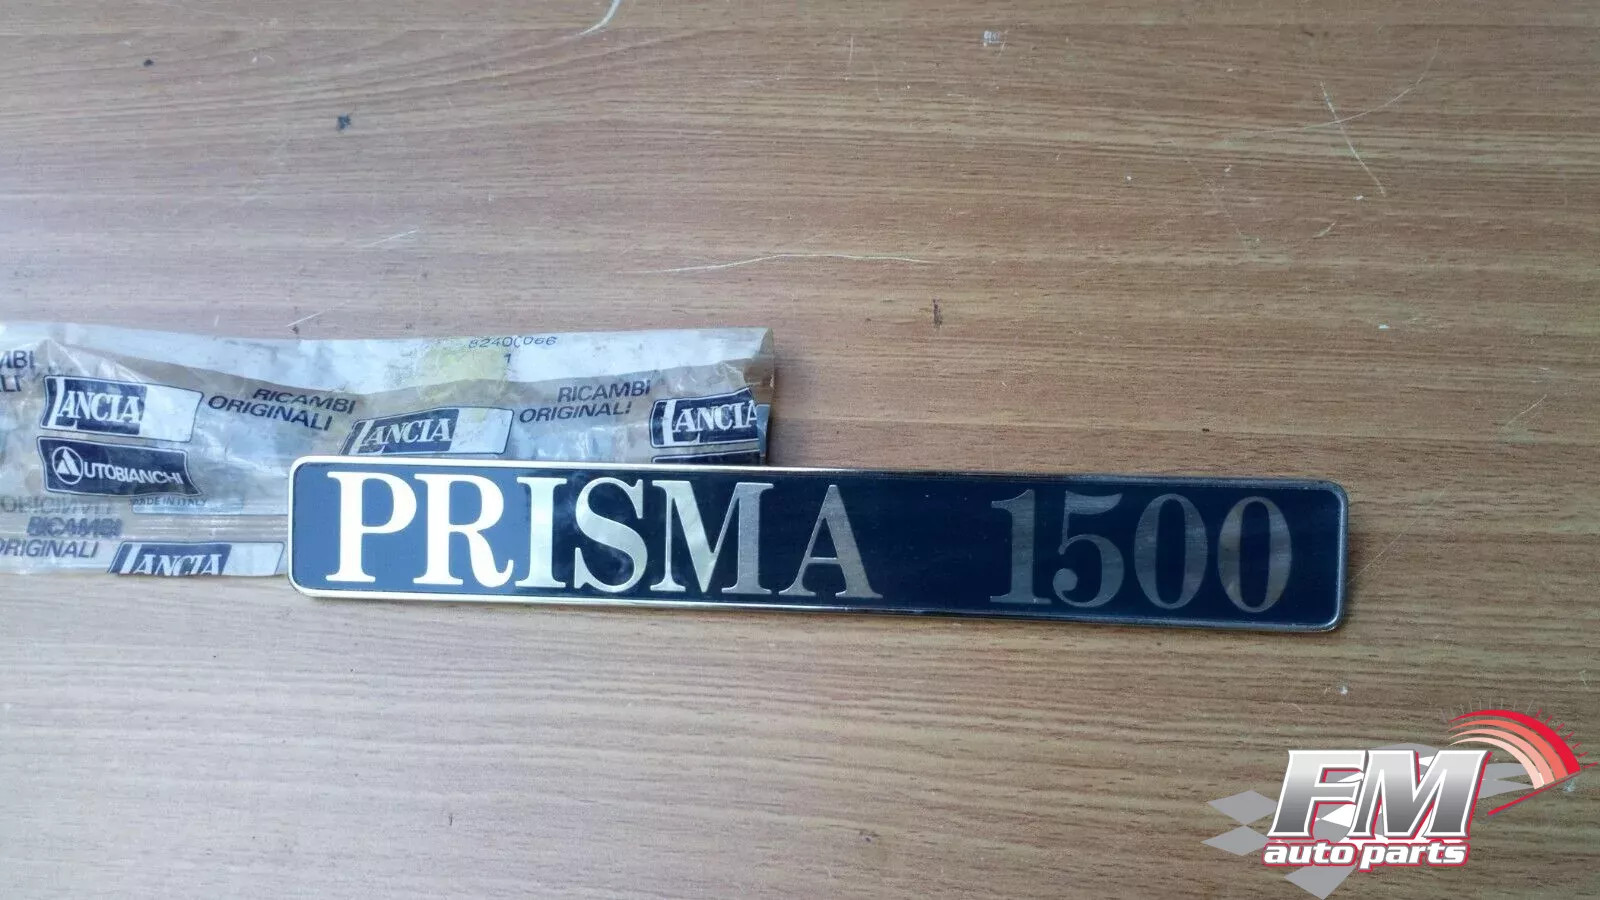 82400066
1
RICAMBI
ORIGINALI
RICAMBI
ORIGINALI
LANCIA
LANCIA
LANCIA
AUTOBIANCHI
MADE IN ITALY
RICAMBI
ORIGINALI
LANCIA
PRISMA 1500
FM
auto parts